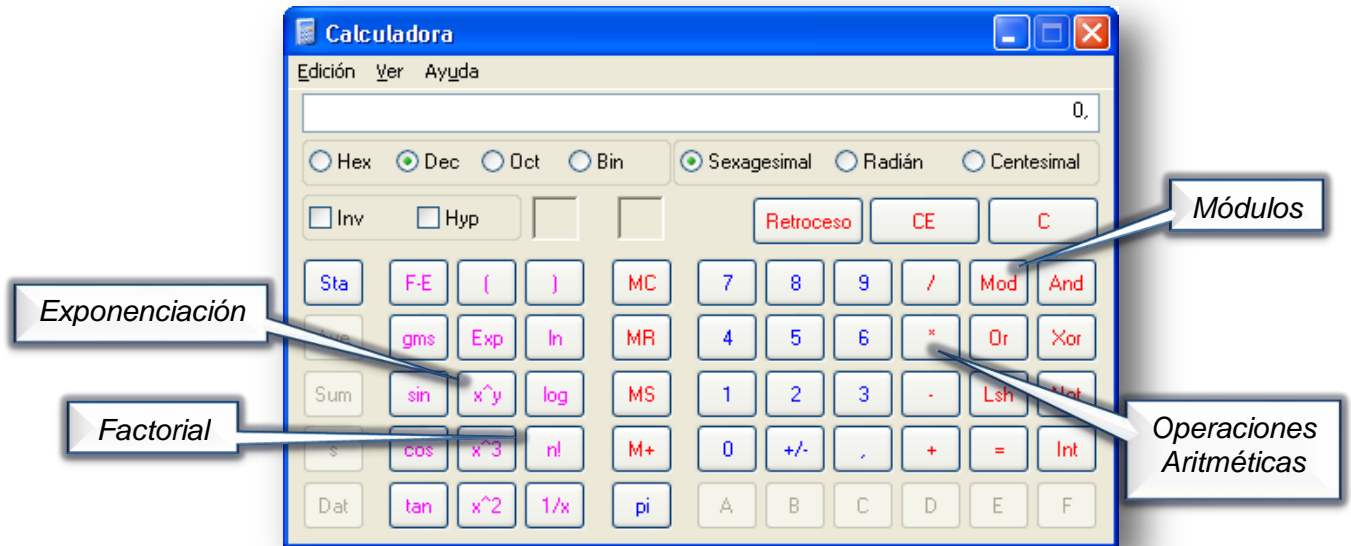 Calculadora
Edición Ver Ayuda
0,
Hex Dec Oct Bin Sexagesimal Radián Centesimal
Inv Hyp Retroceso CE C
Módulos
Sta F-E ( ) MC 7 8 9 / Mod And
Exponenciación
gms Exp ln MR 4 5 6 * Or Xor
Sum sin x^y log MS 1 2 3 - Lsh Not
Factorial
s cos x^3 n! M+ 0 +/- , + = Int
Operaciones
Aritméticas
Dat tan x^2 1/x pi A B C D E F